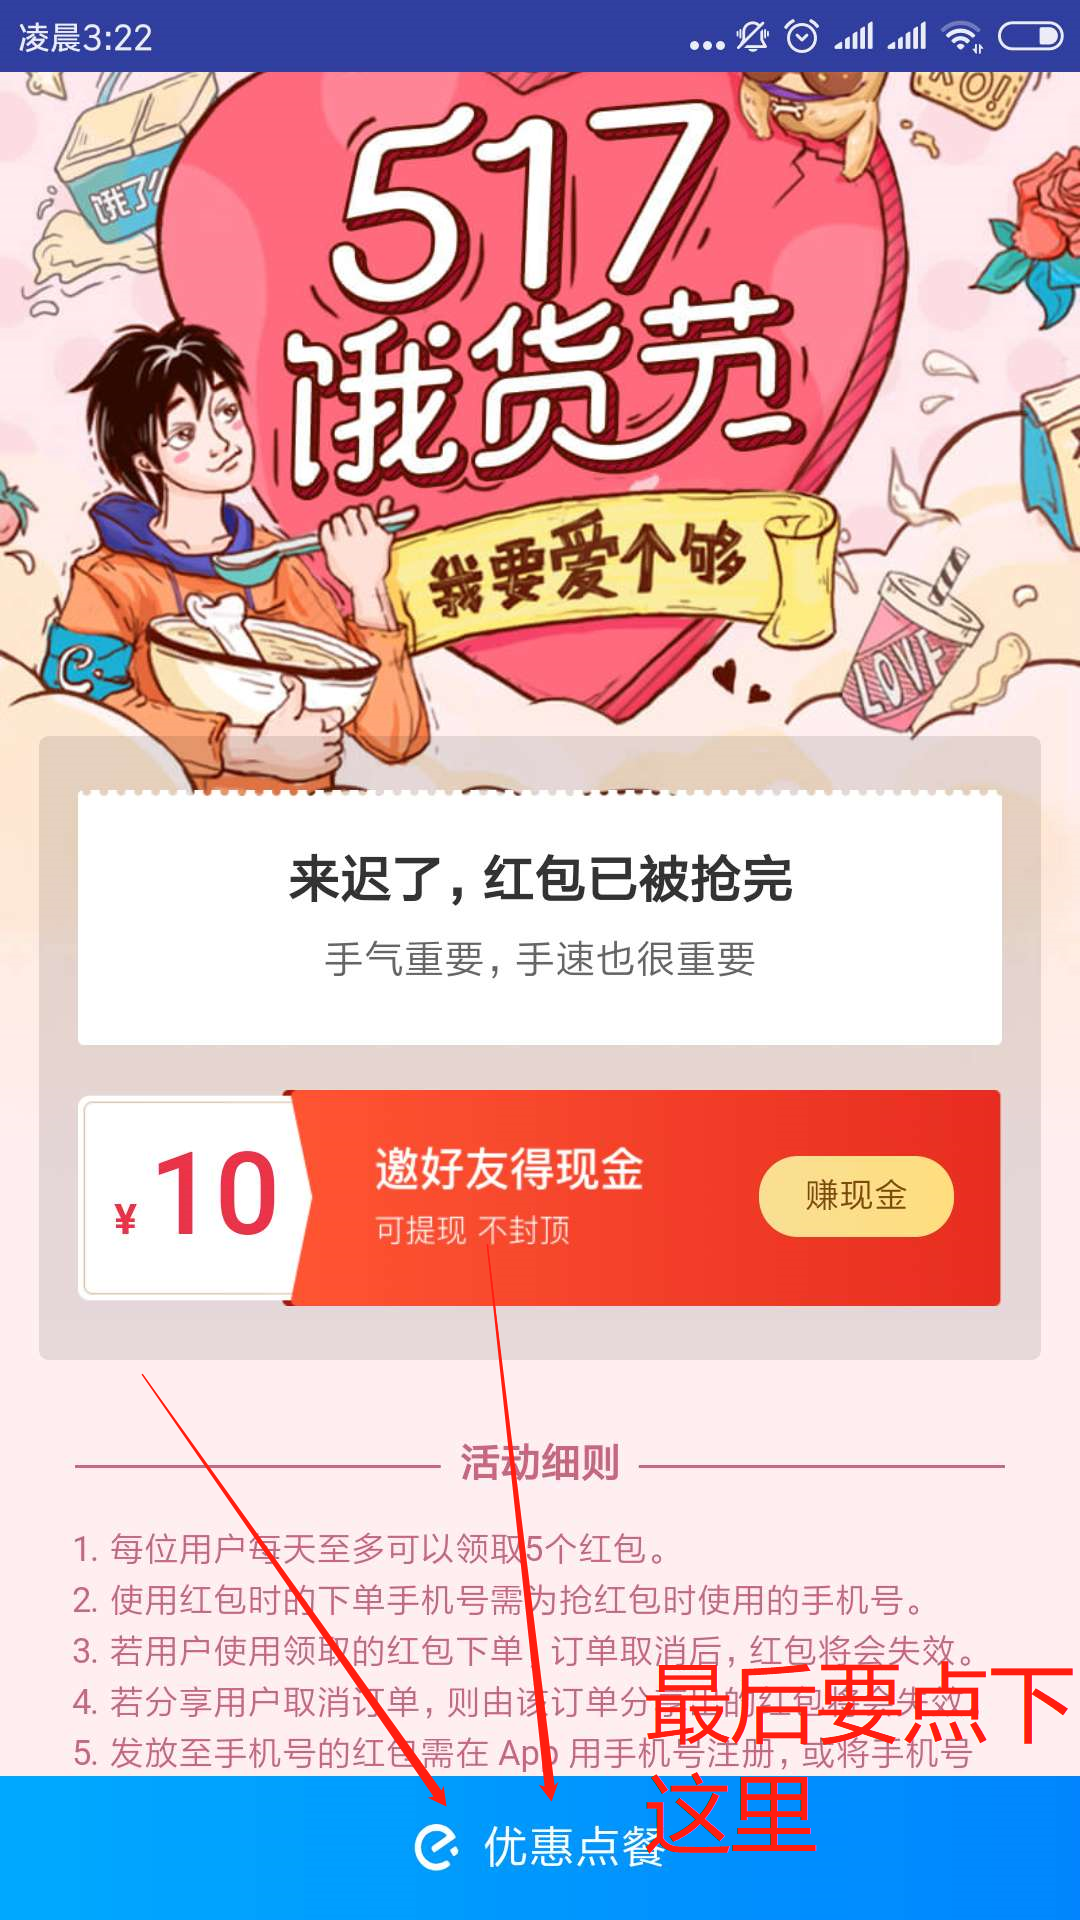 凌晨3:22
KO!
饿了么
517
饿货节
我要爱个够
LOVE
来迟了，红包已被抢完
手气重要，手速也很重要
¥ 10
邀好友得现金
可提现 不封顶
赚现金
活动细则
1. 每位用户每天至多可以领取5个红包。
2. 使用红包时的下单手机号需为抢红包时使用的手机号。
3. 若用户使用领取的红包下单，订单取消后，红包将会失效。
4. 若分享用户取消订单，则由该订单分享出的红包将会失效
5. 发放至手机号的红包需在 App 用手机号注册，或将手机号
最后要点下
这里
优惠点餐